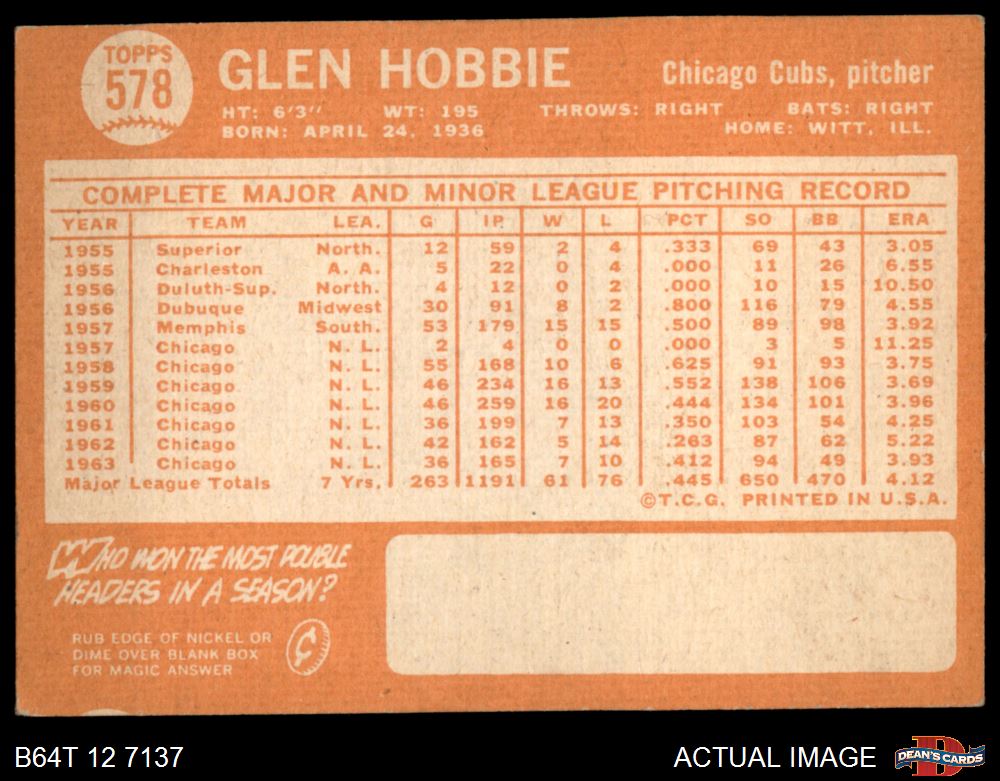 TOPPS
578
GLEN HOBBIE
Chicago Cubs, pitcher
HT: 6'3'' WT: 195 THROWS: RIGHT BATS: RIGHT
BORN: APRIL 24, 1936 HOME: WITT, ILL.
COMPLETE MAJOR AND MINOR LEAGUE PITCHING RECORD
YEAR TEAM LEA. G IP W L PCT SO BB ERA
1955 Superior North. 12 59 2 4 .333 69 43 3.05
1955 Charleston A. A. 5 22 0 4 .000 11 26 6.55
1956 Duluth-Sup. North. 4 12 0 2 .000 10 15 10.50
1956 Dubuque Midwest 30 91 8 2 .800 116 79 4.55
1957 Memphis South. 53 179 15 15 .500 89 98 3.92
1957 Chicago N. L. 2 4 0 0 .000 3 5 11.25
1958 Chicago N. L. 55 168 10 6 .625 91 93 3.75
1959 Chicago N. L. 46 234 16 13 .552 138 106 3.69
1960 Chicago N. L. 46 259 16 20 .444 134 101 3.96
1961 Chicago N. L. 36 199 7 13 .350 103 54 4.25
1962 Chicago N. L. 42 162 5 14 .263 87 62 5.22
1963 Chicago N. L. 36 165 7 10 .412 94 49 3.93
Major League Totals 7 Yrs. 263 1191 61 76 .445 650 470 4.12
©T.C.G. PRINTED IN U.S.A.
WHO WON THE MOST DOUBLE
HEADERS IN A SEASON?
RUB EDGE OF NICKEL OR
DIME OVER BLANK BOX
FOR MAGIC ANSWER
¢
B64T 12 7137
ACTUAL IMAGE
D
DEAN'S CARDS